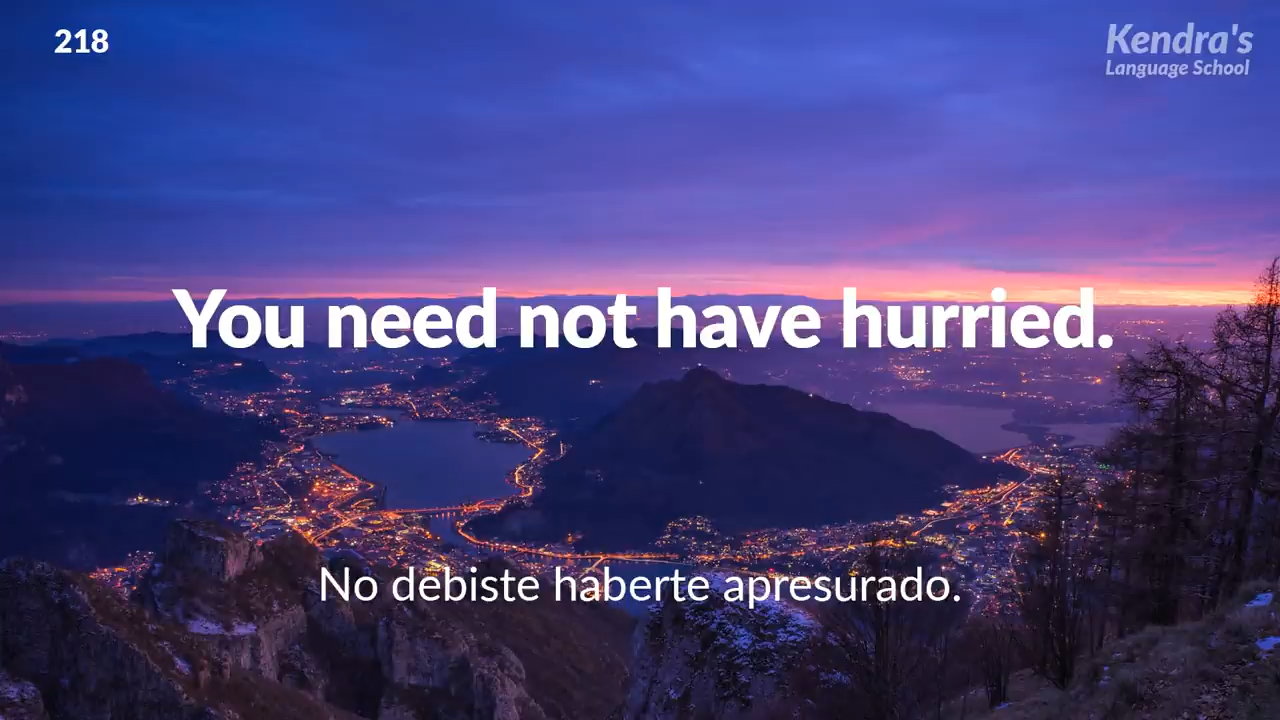 218
Kendra's
Language School
You need not have hurried.
No debiste haberte apresurado.